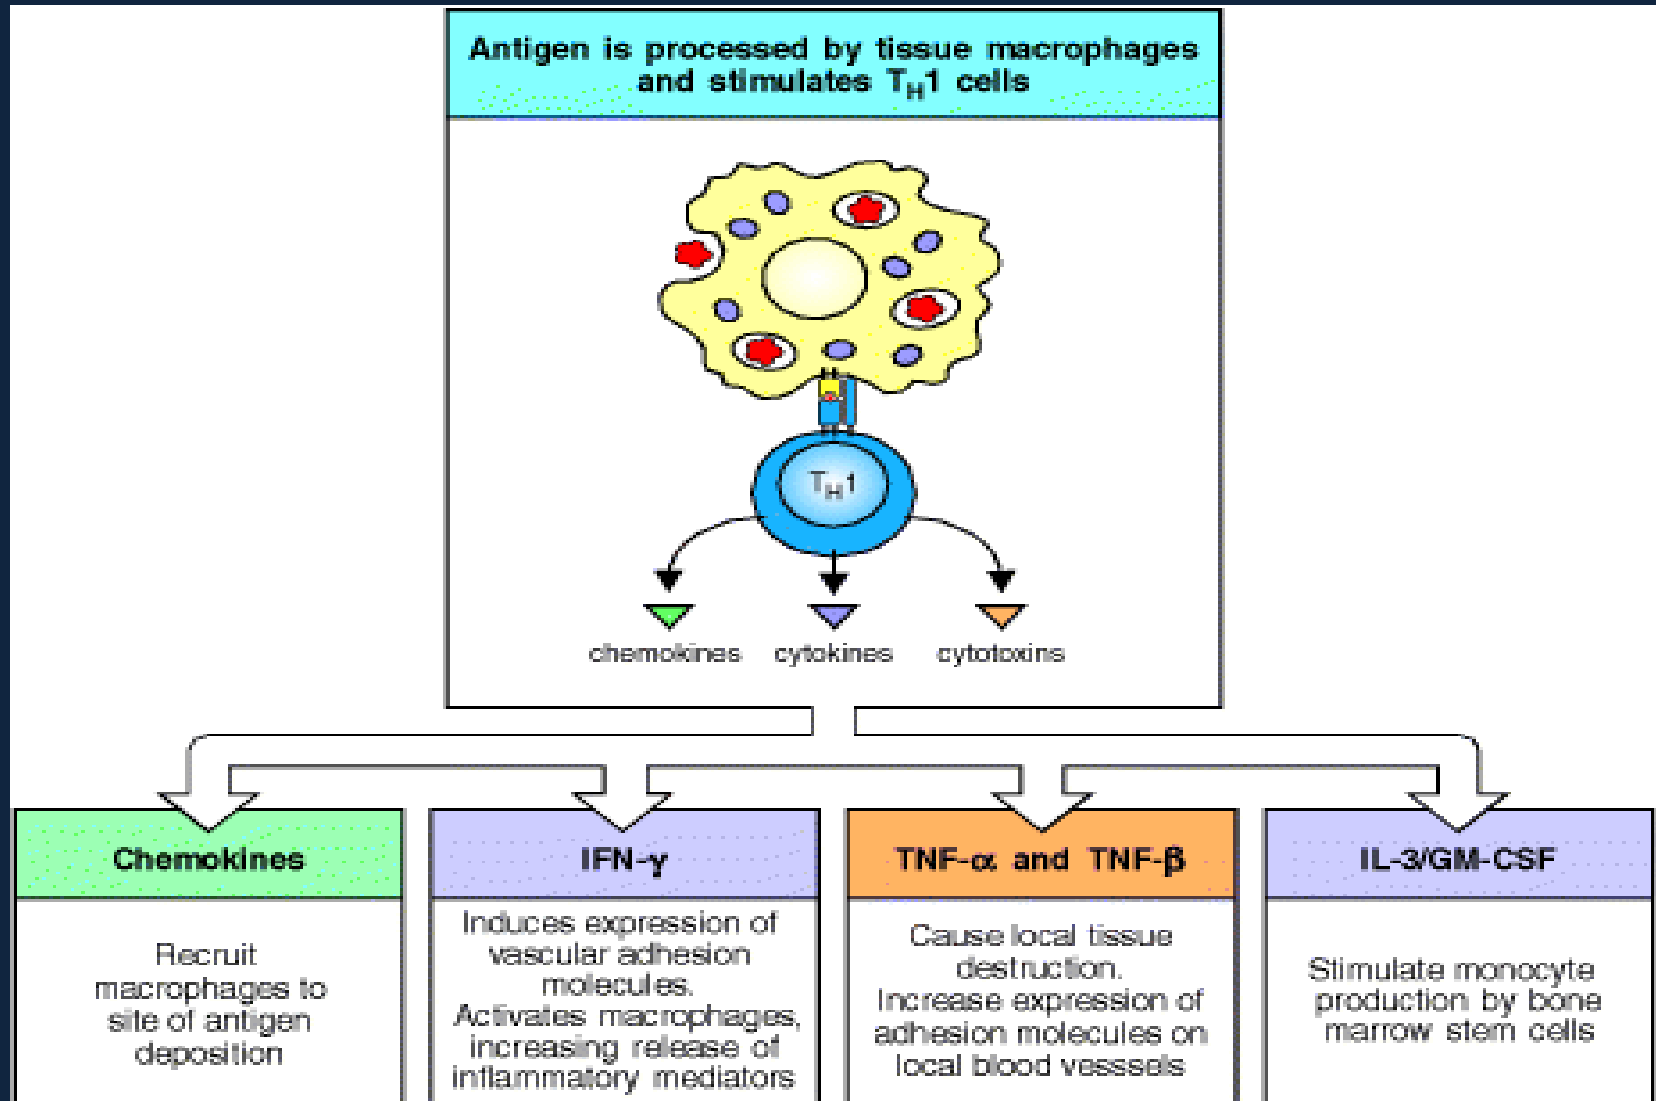 Antigen is processed by tissue macrophages
and stimulates TH1 cells
TH1
chemokines cytokines cytotoxins
Chemokines
Recruit
macrophages to
site of antigen
deposition
IFN-γ
Induces expression of
vascular adhesion
molecules.
Activates macrophages,
increasing release of
inflammatory mediators
TNF-α and TNF-β
Cause local tissue
destruction.
Increase expression of
adhesion molecules on
local blood vesssels
IL-3/GM-CSF
Stimulate monocyte
production by bone
marrow stem cells